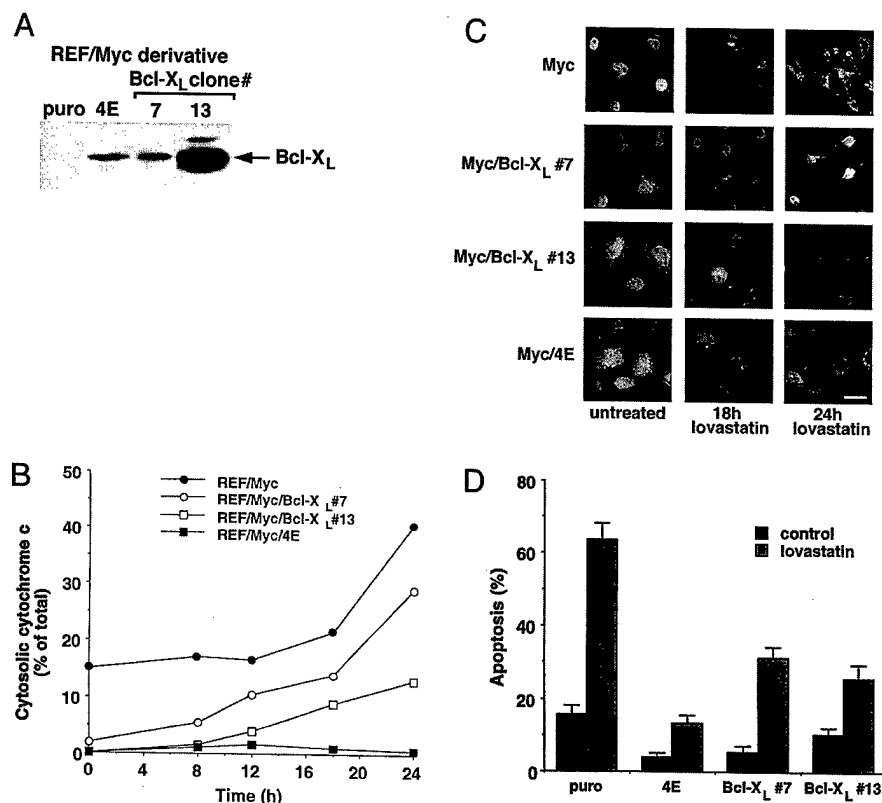 A
REF/Myc derivative
Bcl-XL clone#
puro 4E 7 13
Bcl-XL
B
50
40
30
20
10
0
Cytosolic cytochrome c
(% of total)
REF/Myc
REF/Myc/Bcl-X L#7
REF/Myc/Bcl-X L#13
REF/Myc/4E
0 4 8 12 16 20 24
Time (h)
C
Myc
Myc/Bcl-XL #7
Myc/Bcl-XL #13
Myc/4E
untreated
18h
lovastatin
24h
lovastatin
D
80
60
40
20
0
Apoptosis (%)
control
lovastatin
puro 4E Bcl-XL #7 Bcl-XL #13